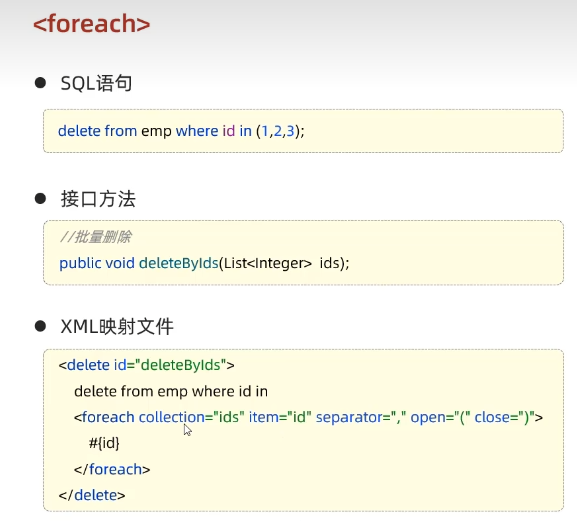 <foreach>
● SQL语句
delete from emp where id in (1,2,3);
● 接口方法
//批量删除
public void deleteByIds(List<Integer> ids);
● XML映射文件
<delete id="deleteByIds">
delete from emp where id in
<foreach collection="ids" item="id" separator="," open="(" close=")">
#{id}
</foreach>
</delete>